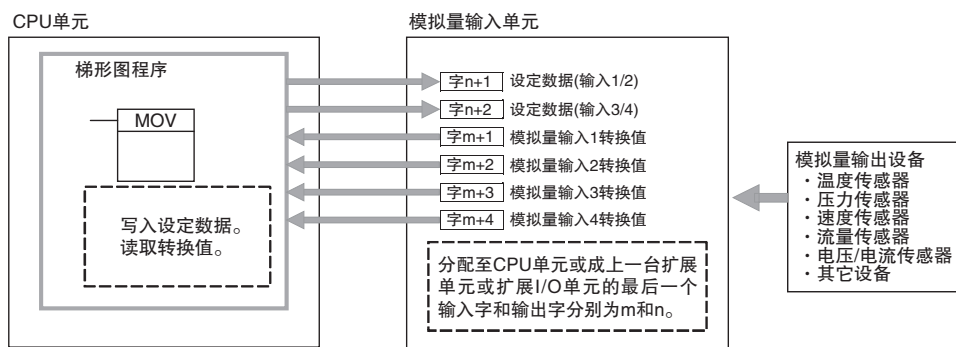 CPU单元
梯形图程序
MOV
写入设定数据。
读取转换值。
模拟量输入单元
字n+1 设定数据(输入1/2)
字n+2 设定数据(输入3/4)
字m+1 模拟量输入1转换值
字m+2 模拟量输入2转换值
字m+3 模拟量输入3转换值
字m+4 模拟量输入4转换值
分配至CPU单元或成上一台扩展
单元或扩展I/O单元的最后一个
输入字和输出字分别为m和n。
模拟量输出设备
・温度传感器
・压力传感器
・速度传感器
・流量传感器
・电压/电流传感器
・其它设备